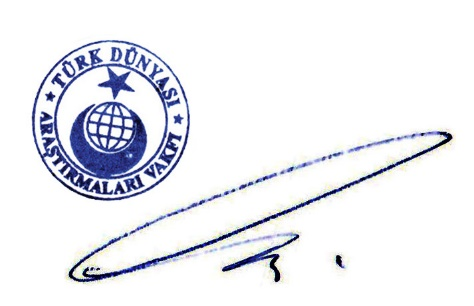 ★ TÜRK DÜNYASI ★
ARAŞTIRMALARI VAKFI